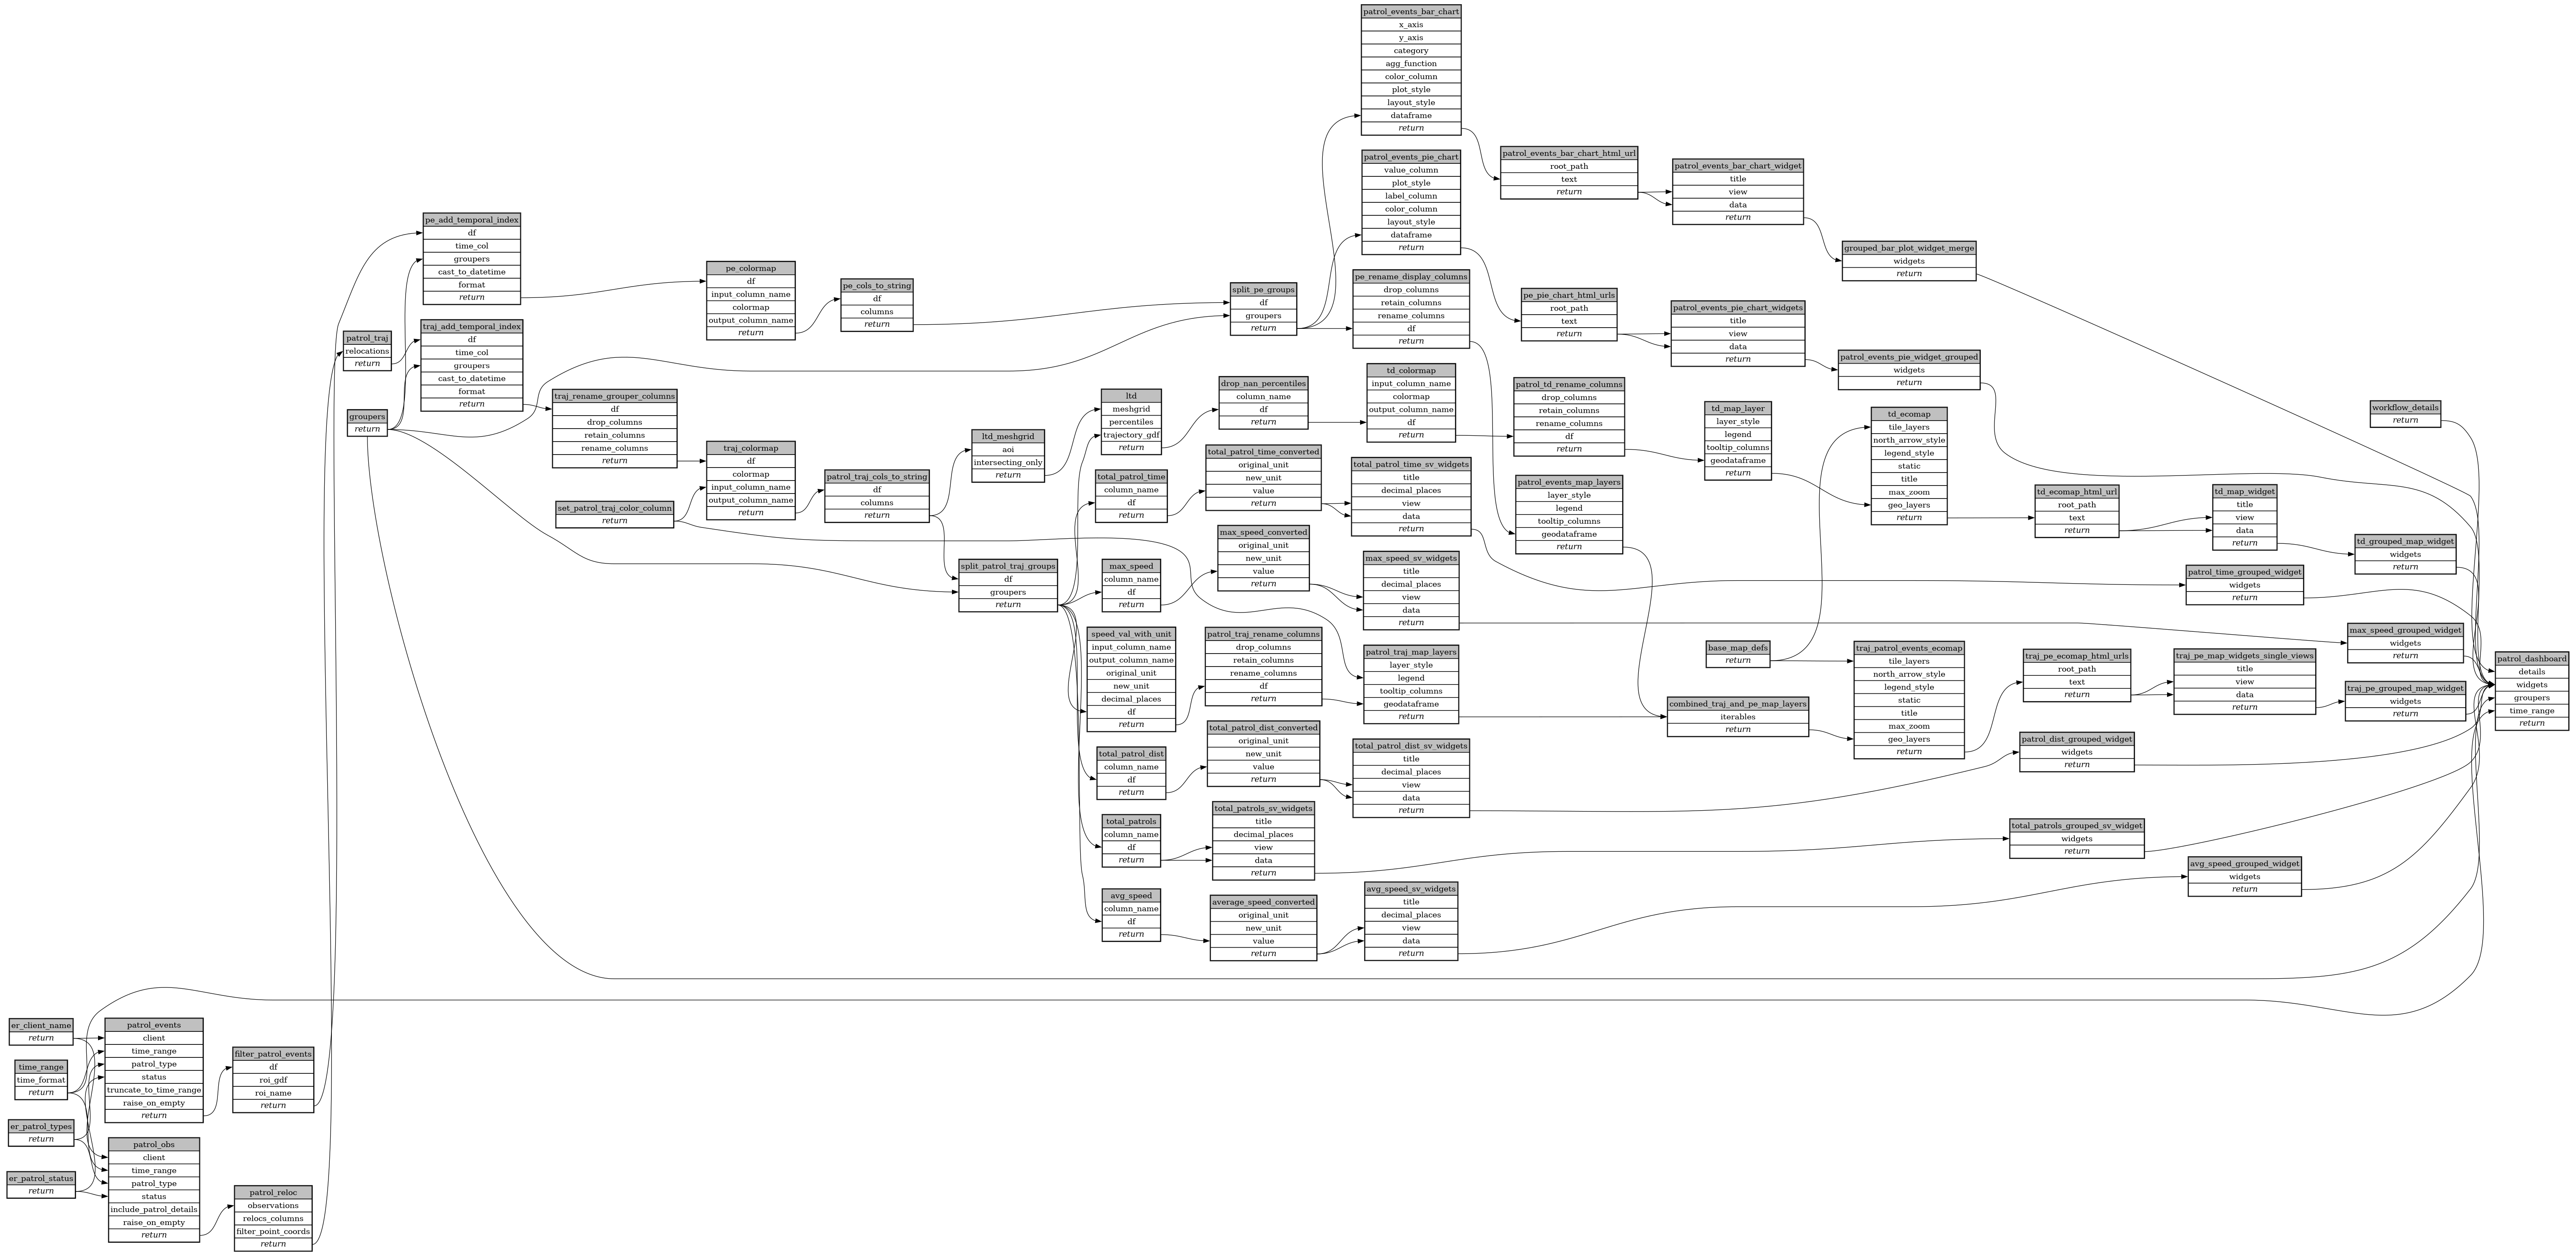 patrol_events_bar_chart
x_axis
y_axis
category
agg_function
color_column
plot_style
layout_style
dataframe
return
patrol_events_pie_chart
value_column
plot_style
label_column
color_column
layout_style
dataframe
return
patrol_events_bar_chart_html_url
root_path
text
return
patrol_events_bar_chart_widget
title
view
data
return
grouped_bar_plot_widget_merge
widgets
return
pe_add_temporal_index
df
time_col
groupers
cast_to_datetime
format
return
pe_colormap
df
input_column_name
colormap
output_column_name
return
pe_cols_to_string
df
columns
return
split_pe_groups
df
groupers
return
pe_rename_display_columns
drop_columns
retain_columns
rename_columns
df
return
pe_pie_chart_html_urls
root_path
text
return
patrol_events_pie_chart_widgets
title
view
data
return
patrol_events_pie_widget_grouped
widgets
return
patrol_traj
relocations
return
traj_add_temporal_index
df
time_col
groupers
cast_to_datetime
format
return
groupers
return
traj_rename_grouper_columns
df
drop_columns
retain_columns
rename_columns
return
set_patrol_traj_color_column
return
traj_colormap
df
colormap
input_column_name
output_column_name
return
patrol_traj_cols_to_string
df
columns
return
ltd_meshgrid
aoi
intersecting_only
return
ltd
meshgrid
percentiles
trajectory_gdf
return
drop_nan_percentiles
column_name
df
return
td_colormap
input_column_name
colormap
output_column_name
df
return
patrol_td_rename_columns
drop_columns
retain_columns
rename_columns
df
return
td_map_layer
layer_style
legend
tooltip_columns
geodataframe
return
td_ecomap
tile_layers
north_arrow_style
legend_style
static
title
max_zoom
geo_layers
return
td_ecomap_html_url
root_path
text
return
td_map_widget
title
view
data
return
td_grouped_map_widget
widgets
return
workflow_details
return
total_patrol_time
column_name
df
return
total_patrol_time_converted
original_unit
new_unit
value
return
total_patrol_time_sv_widgets
title
decimal_places
view
data
return
patrol_events_map_layers
layer_style
legend
tooltip_columns
geodataframe
return
patrol_time_grouped_widget
widgets
return
split_patrol_traj_groups
df
groupers
return
max_speed
column_name
df
return
max_speed_converted
original_unit
new_unit
value
return
max_speed_sv_widgets
title
decimal_places
view
data
return
max_speed_grouped_widget
widgets
return
speed_val_with_unit
input_column_name
output_column_name
original_unit
new_unit
decimal_places
df
return
patrol_traj_rename_columns
drop_columns
retain_columns
rename_columns
df
return
patrol_traj_map_layers
layer_style
legend
tooltip_columns
geodataframe
return
base_map_defs
return
combined_traj_and_pe_map_layers
iterables
return
traj_patrol_events_ecomap
tile_layers
north_arrow_style
legend_style
static
title
max_zoom
geo_layers
return
traj_pe_ecomap_html_urls
root_path
text
return
traj_pe_map_widgets_single_views
title
view
data
return
traj_pe_grouped_map_widget
widgets
return
patrol_dashboard
details
widgets
groupers
time_range
return
total_patrol_dist
column_name
df
return
total_patrol_dist_converted
original_unit
new_unit
value
return
total_patrol_dist_sv_widgets
title
decimal_places
view
data
return
patrol_dist_grouped_widget
widgets
return
total_patrols
column_name
df
return
total_patrols_sv_widgets
title
decimal_places
view
data
return
total_patrols_grouped_sv_widget
widgets
return
avg_speed
column_name
df
return
average_speed_converted
original_unit
new_unit
value
return
avg_speed_sv_widgets
title
decimal_places
view
data
return
avg_speed_grouped_widget
widgets
return
er_client_name
return
time_range
time_format
return
er_patrol_types
return
er_patrol_status
return
patrol_events
client
time_range
patrol_type
status
truncate_to_time_range
raise_on_empty
return
filter_patrol_events
df
roi_gdf
roi_name
return
patrol_obs
client
time_range
patrol_type
status
include_patrol_details
raise_on_empty
return
patrol_reloc
observations
relocs_columns
filter_point_coords
return